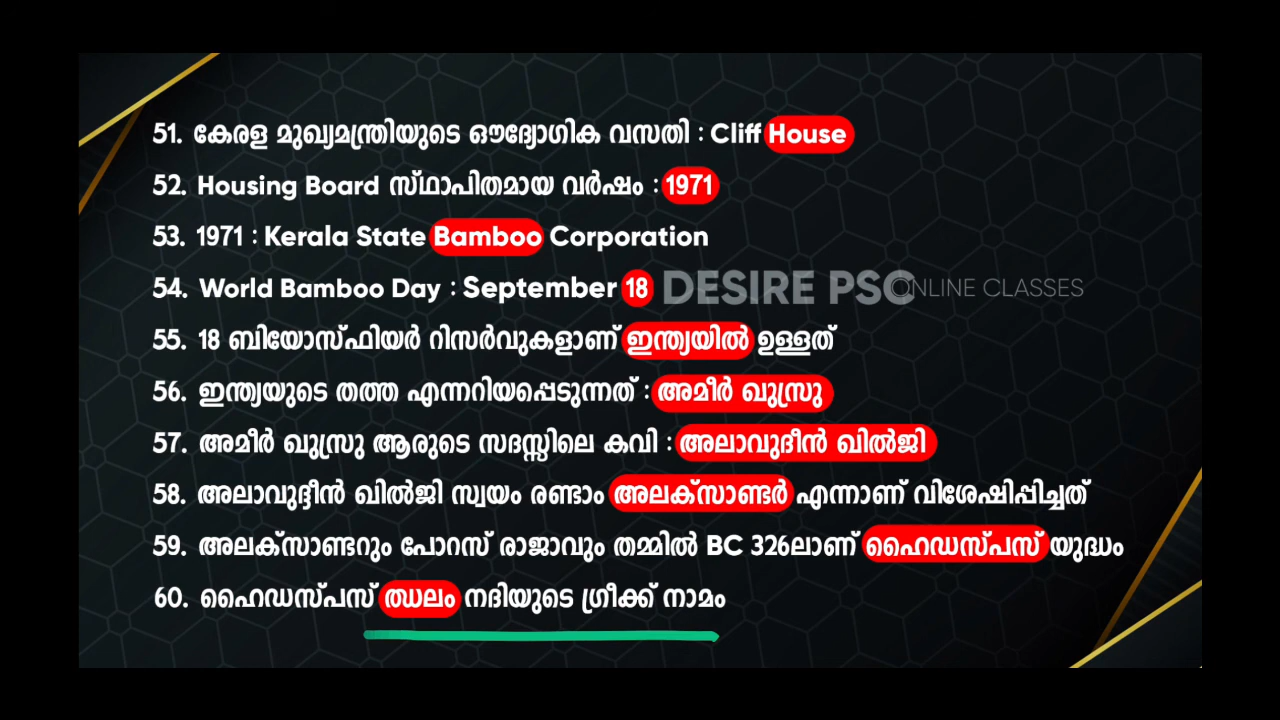 51. കേരള മുഖ്യമന്ത്രിയുടെ ഔദ്യോഗിക വസതി : Cliff House
52. Housing Board സ്ഥാപിതമായ വർഷം : 1971
53. 1971 : Kerala State Bamboo Corporation
54. World Bamboo Day : September 18 DESIRE PSC ONLINE CLASSES
55. 18 ബിയോസ്ഫിയർ റിസർവുകളാണ് ഇന്ത്യയിൽ ഉള്ളത്
56. ഇന്ത്യയുടെ തത്ത എന്നറിയപ്പെടുന്നത് : അമീർ ഖുസ്രു
57. അമീർ ഖുസ്രു ആരുടെ സദസ്സിലെ കവി : അലാവുദീൻ ഖിൽജി
58. അലാവുദ്ദീൻ ഖിൽജി സ്വയം രണ്ടാം അലക്സാണ്ടർ എന്നാണ് വിശേഷിപ്പിച്ചത്
59. അലക്സാണ്ടറും പോറസ് രാജാവും തമ്മിൽ BC 326ലാണ് ഹൈഡസ്പസ് യുദ്ധം
60. ഹൈഡസ്പസ് ഝലം നദിയുടെ ഗ്രീക്ക് നാമം